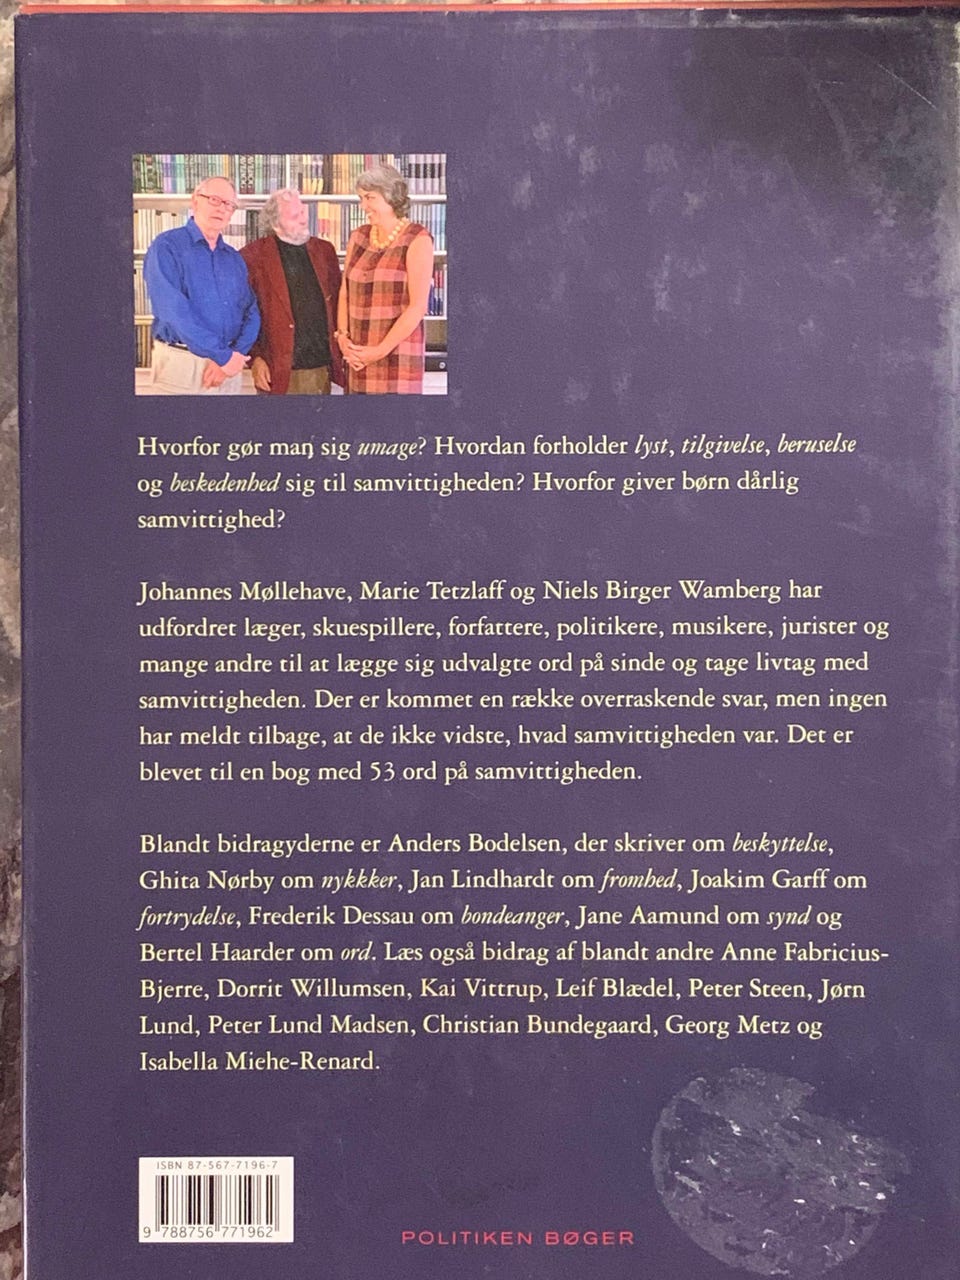 Hvorfor gør man sig umage? Hvordan forholder lyst, tilgivelse, beruselse
og beskedenhed sig til samvittigheden? Hvorfor giver børn dårlig
samvittighed?
Johannes Møllehave, Marie Tetzlaff og Niels Birger Wamberg har
udfordret læger, skuespillere, forfattere, politikere, musikere, jurister og
mange andre til at lægge sig udvalgte ord på sinde og tage livtag med
samvittigheden. Der er kommet en række overraskende svar, men ingen
har meldt tilbage, at de ikke vidste, hvad samvittigheden var. Det er
blevet til en bog med 53 ord på samvittigheden.
Blandt bidragyderne er Anders Bodelsen, der skriver om beskyttelse,
Ghita Nørby om nykkker, Jan Lindhardt om fromhed, Joakim Garff om
fortrydelse, Frederik Dessau om bondeanger, Jane Aamund om synd og
Bertel Haarder om ord. Læs også bidrag af blandt andre Anne Fabricius-
Bjerre, Dorrit Willumsen, Kai Vittrup, Leif Blædel, Peter Steen, Jørn
Lund, Peter Lund Madsen, Christian Bundegaard, Georg Metz og
Isabella Miehe-Renard.
ISBN 87-567-7196-7
9 788756 771962
POLITIKEN BØGER